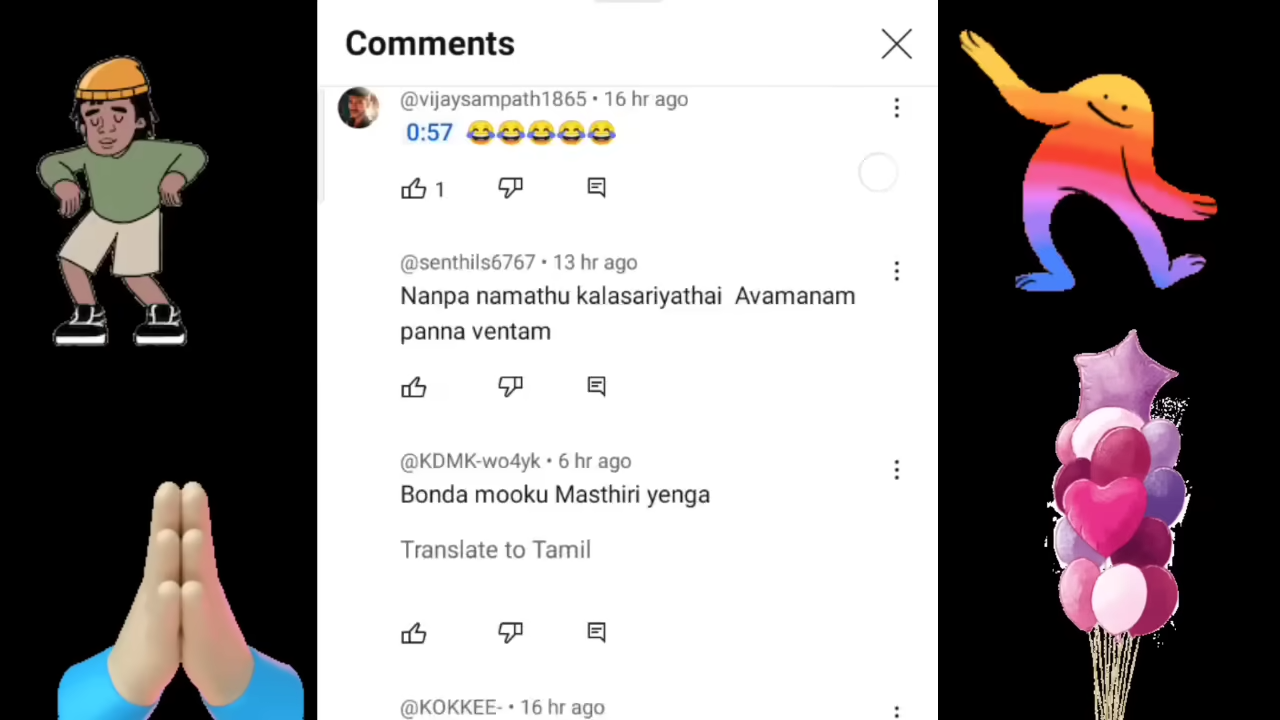 Comments
@vijaysampath1865 • 16 hr ago
0:57 😂😂😂😂😂
1
@senthils6767 • 13 hr ago
Nanpa namathu kalasariyathai Avamanam
panna ventam
@KDMK-wo4yk • 6 hr ago
Bonda mooku Masthiri yenga
Translate to Tamil
@KOKKEE- • 16 hr ago